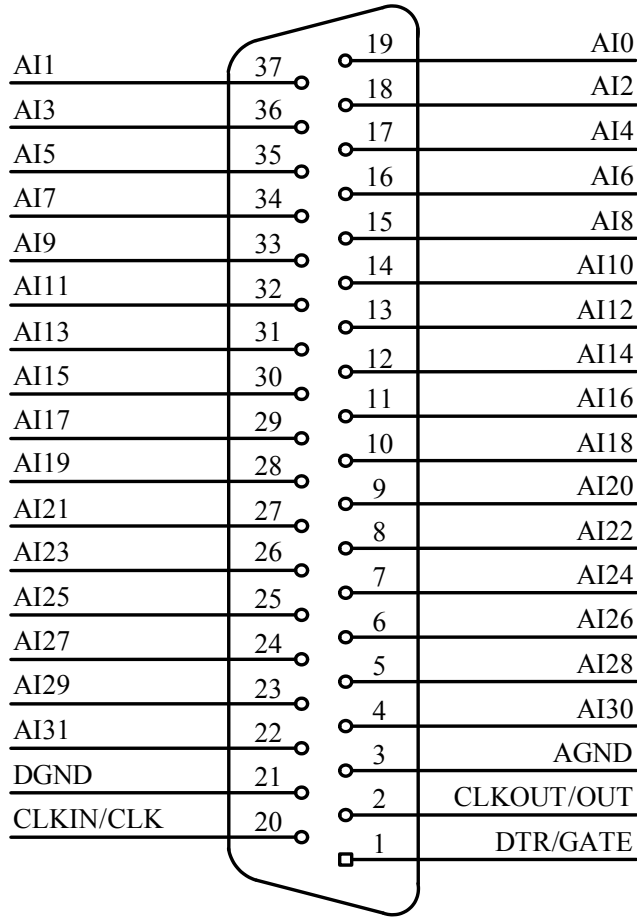 19 AI0
AI1 37
18 AI2
AI3 36
17 AI4
AI5 35
16 AI6
AI7 34
15 AI8
AI9 33
14 AI10
AI11 32
13 AI12
AI13 31
12 AI14
AI15 30
11 AI16
AI17 29
10 AI18
AI19 28
9 AI20
AI21 27
8 AI22
AI23 26
7 AI24
AI25 25
6 AI26
AI27 24
5 AI28
AI29 23
4 AI30
AI31 22
3 AGND
DGND 21
2 CLKOUT/OUT
CLKIN/CLK 20
1 DTR/GATE